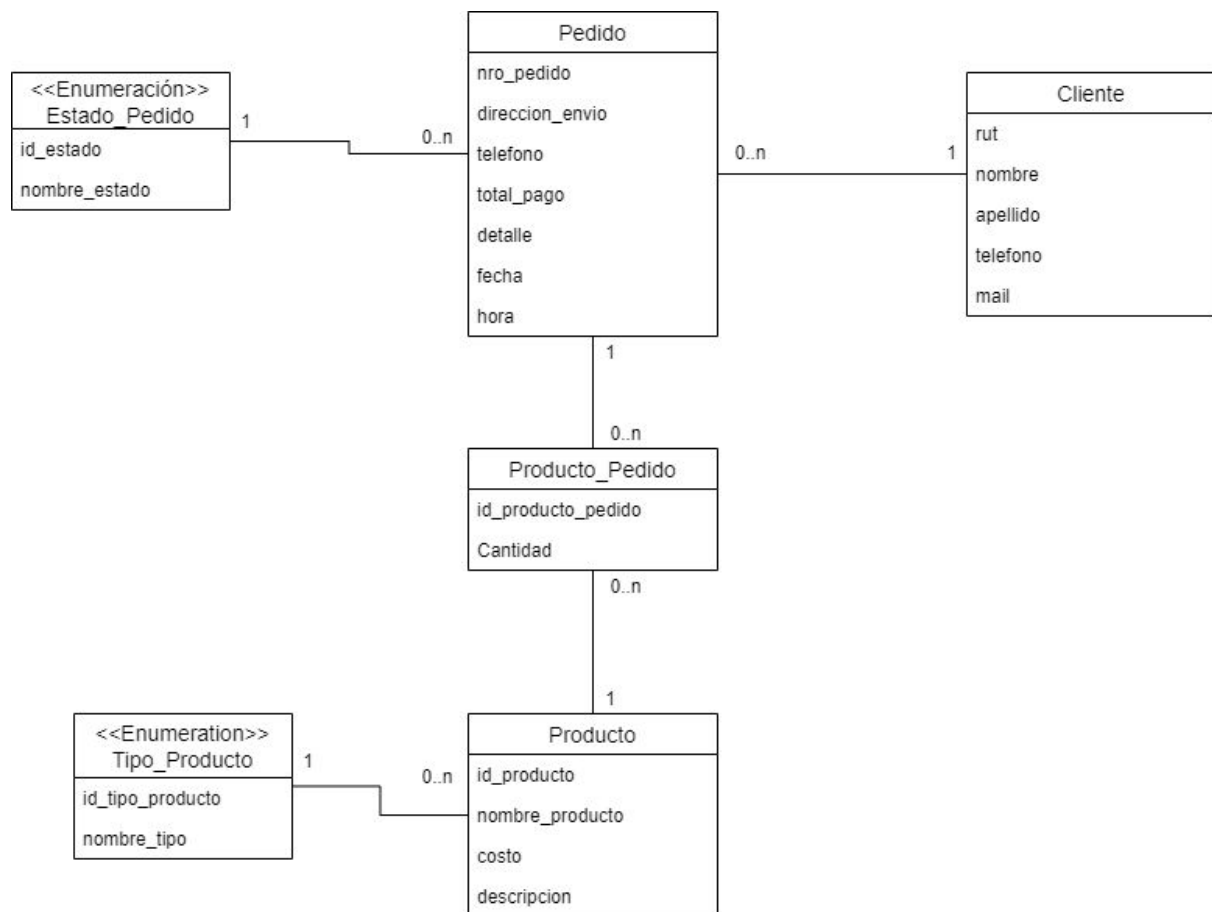 Pedido
nro_pedido
direccion_envio
telefono
total_pago
detalle
fecha
hora
<<Enumeración>>
Estado_Pedido
id_estado
nombre_estado
1
0..n
Cliente
rut
nombre
apellido
telefono
mail
0..n
1
1
0..n
Producto_Pedido
id_producto_pedido
Cantidad
0..n
1
<<Enumeration>>
Tipo_Producto
id_tipo_producto
nombre_tipo
1
0..n
Producto
id_producto
nombre_producto
costo
descripcion